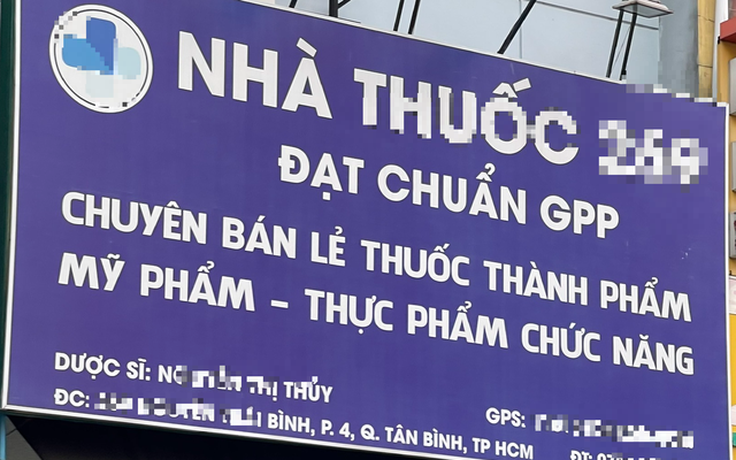 NHÀ THUỐC
ĐẠT CHUẨN GPP
CHUYÊN BÁN LẺ THUỐC THÀNH PHẨM
MỸ PHẨM – THỰC PHẨM CHỨC NĂNG
DƯỢC SĨ: THỊ THỦY
GPS:
ĐC: BÌNH, P. 4, Q. TÂN BÌNH, TP HCM
ĐT: